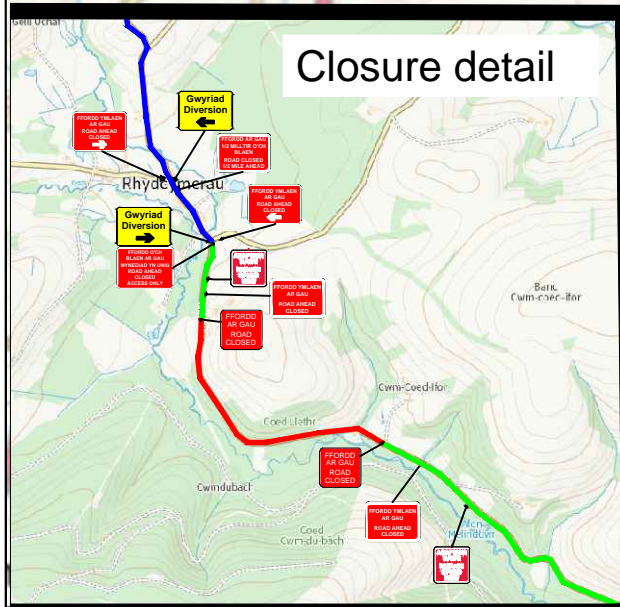 Gelli Uchaf
Closure detail
Gwyriad
Diversion
FFORDD YMLAEN
AR GAU
ROAD AHEAD
CLOSED
FFORDD AR GAU
1/2 MILLTIR O'CH
BLAEN
ROAD CLOSED
1/2 MILE AHEAD
Rhydcymerau
FFORDD YMLAEN
AR GAU
ROAD AHEAD
CLOSED
Gwyriad
Diversion
FFORDD O'CH
BLAEN AR GAU
MYNEDIAD YN UNIG
ROAD AHEAD
CLOSED
ACCESS ONLY
FFORDD YMLAEN
AR GAU
ROAD AHEAD
CLOSED
Banc
Cwm-coed-ifor
FFORDD
AR GAU
ROAD
CLOSED
Cwm-Coed-Ifor
Coed Llethr
FFORDD
AR GAU
ROAD
CLOSED
Cwmdubach
FFORDD YMLAEN
AR GAU
ROAD AHEAD
CLOSED
Coed
Cwm-du-bach